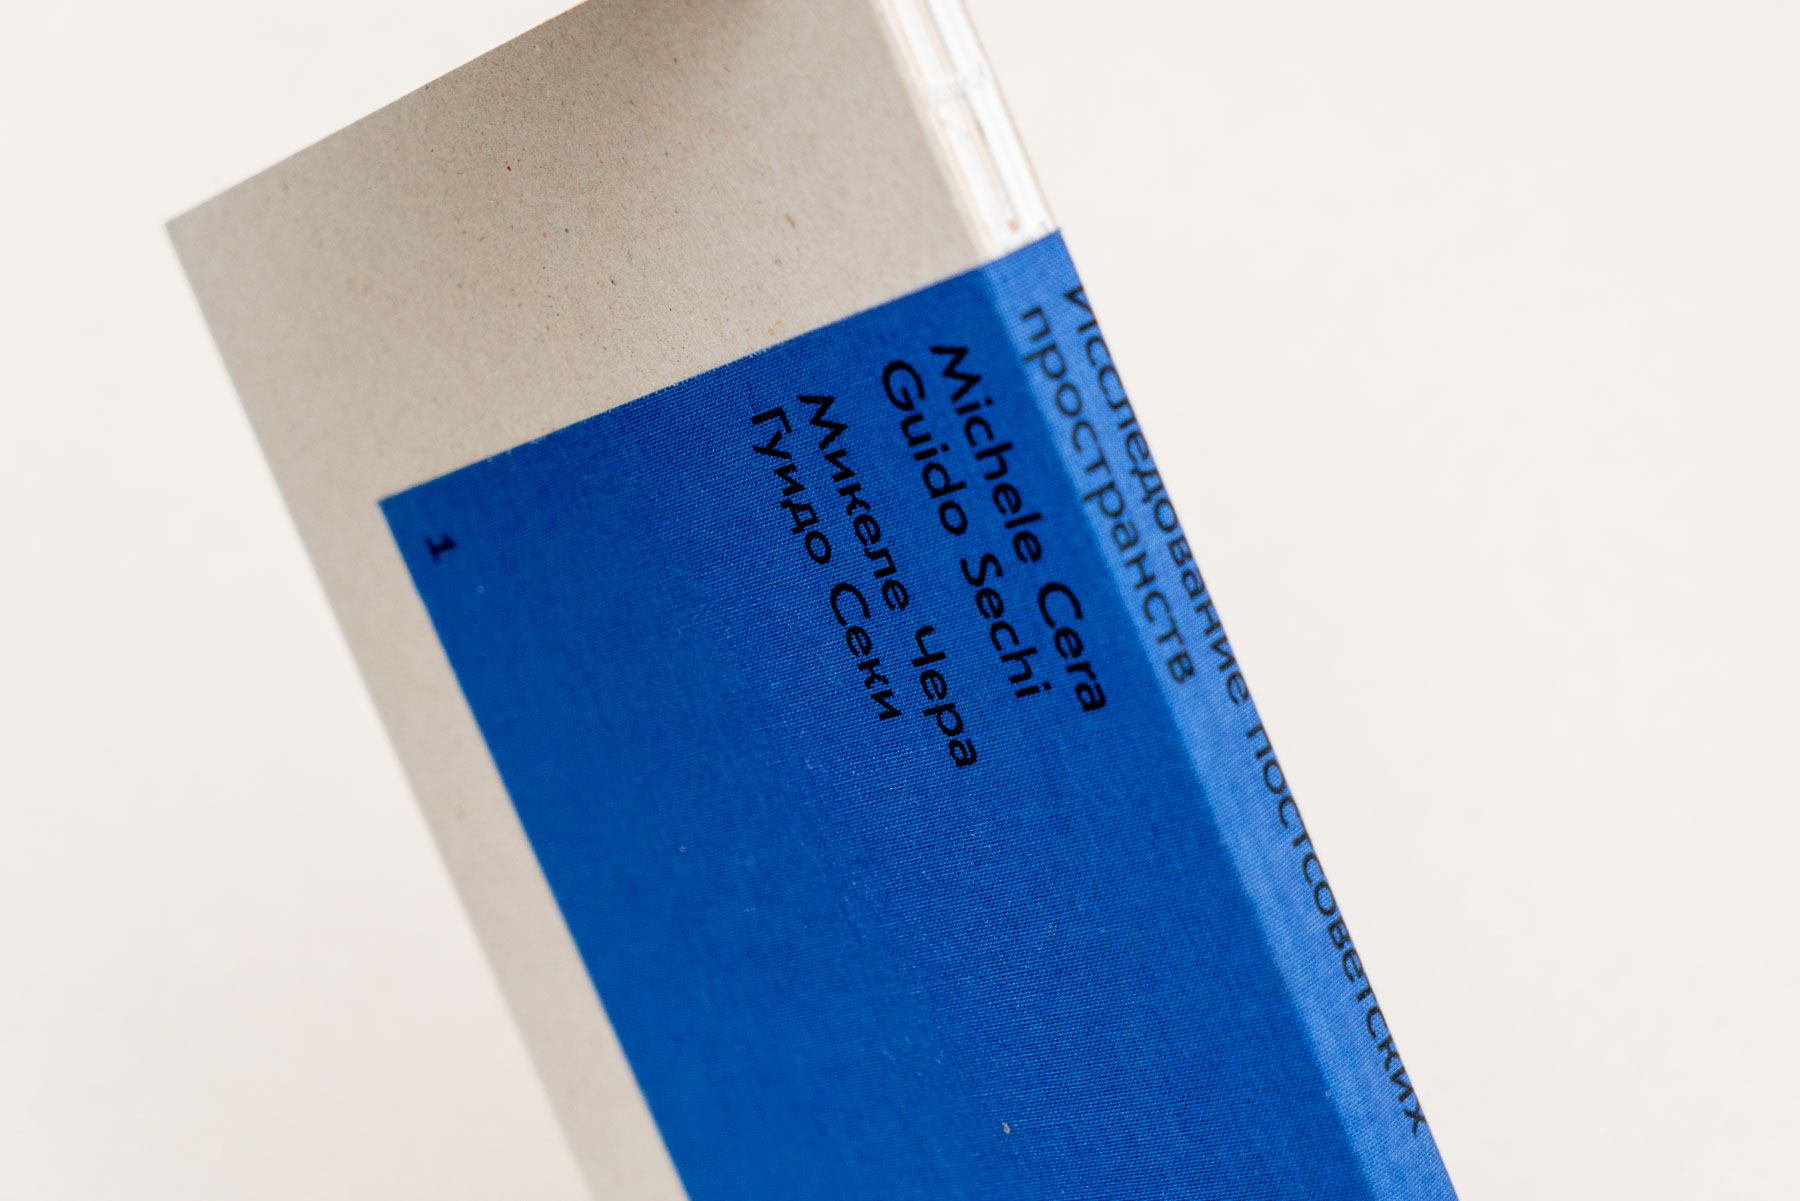 Исследование постсоветских
пространств
Michele Cera
Guido Sechi
Микеле Чера
Гуидо Секи
1